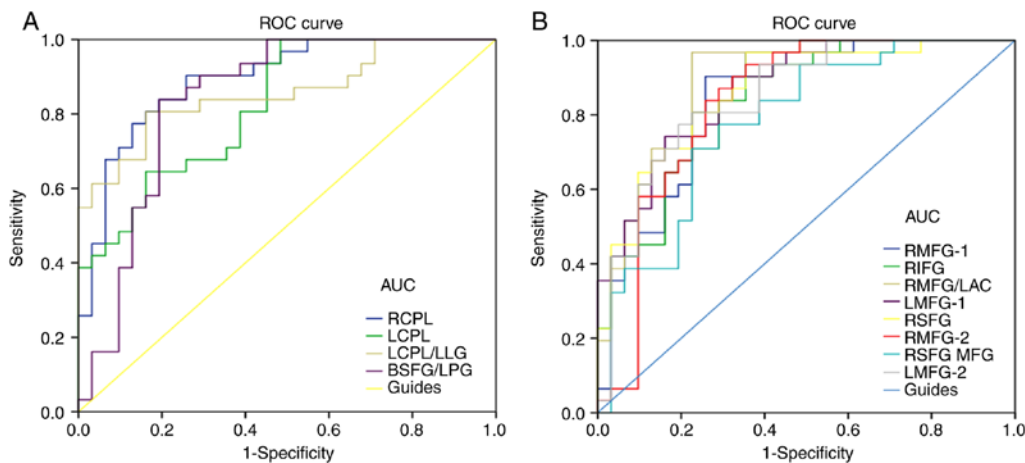 A
ROC curve
1.0
0.8
0.6
0.4
0.2
0.0
Sensitivity
AUC
RCPL
LCPL
LCPL/LLG
BSFG/LPG
Guides
0.0 0.2 0.4 0.6 0.8 1.0
1-Specificity
B
ROC curve
1.0
0.8
0.6
0.4
0.2
0.0
Sensitivity
AUC
RMFG-1
RIFG
RMFG/LAC
LMFG-1
RSFG
RMFG-2
RSFG MFG
LMFG-2
Guides
0.0 0.2 0.4 0.6 0.8 1.0
1-Specificity